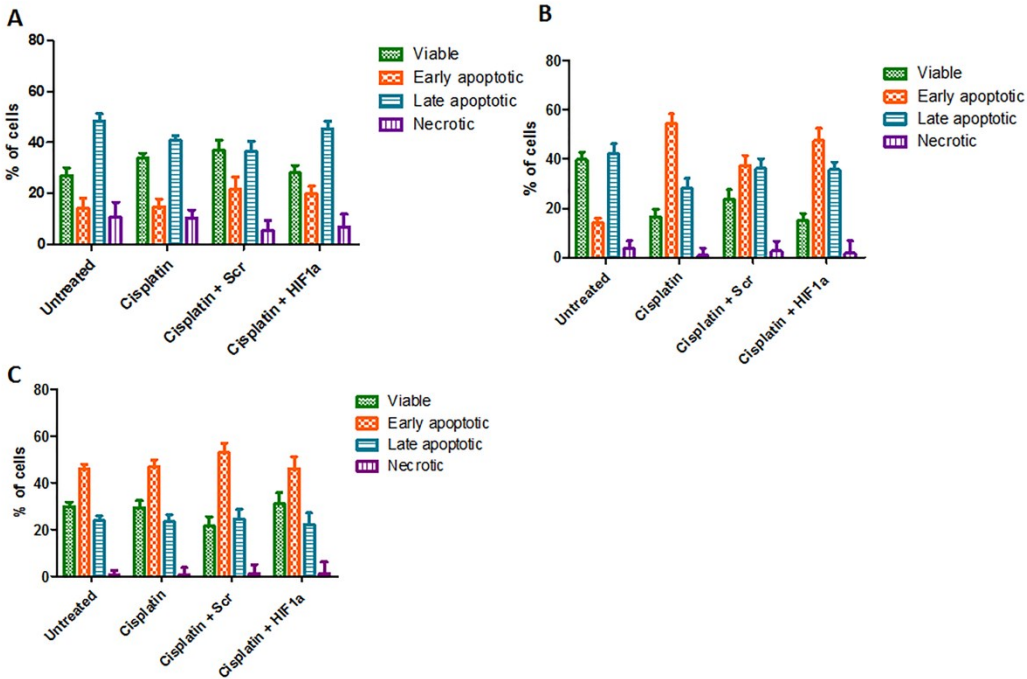 A
% of cells
80
60
40
20
0
Untreated
Cisplatin
Cisplatin + Scr
Cisplatin + HIF1a
Viable
Early apoptotic
Late apoptotic
Necrotic
B
% of cells
80
60
40
20
0
Untreated
Cisplatin
Cisplatin + Scr
Cisplatin + HIF1a
Viable
Early apoptotic
Late apoptotic
Necrotic
C
% of cells
80
60
40
20
0
Untreated
Cisplatin
Cisplatin + Scr
Cisplatin + HIF1a
Viable
Early apoptotic
Late apoptotic
Necrotic